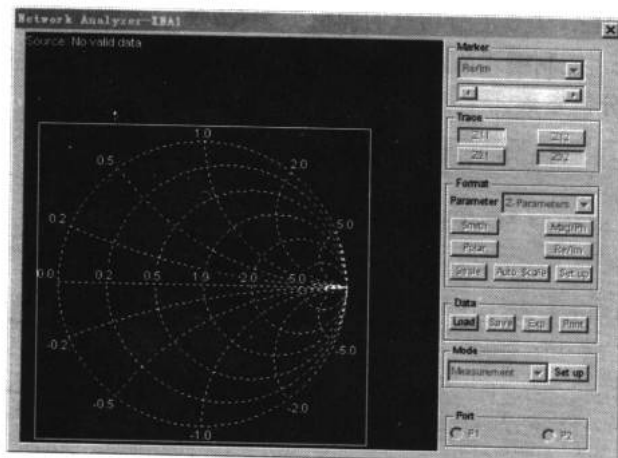 Network Analyzer-XNA1
Source: No valid data
1.0
0.5
2.0
0.2
5.0
0.0 0.2 0.5 1.0 2.0 5.0
-0.2
-5.0
-0.5
-2.0
-1.0
Marker
Re/Im
Trace
Z11
Z12
Z21
Z22
Format
Parameter Z-Parameters
Smith
Mag/Ph
Polar
Re/Im
Scale Auto Scale Set up
Data
Load Save Exp Print
Mode
Measurement Set up
Port
P1 P2